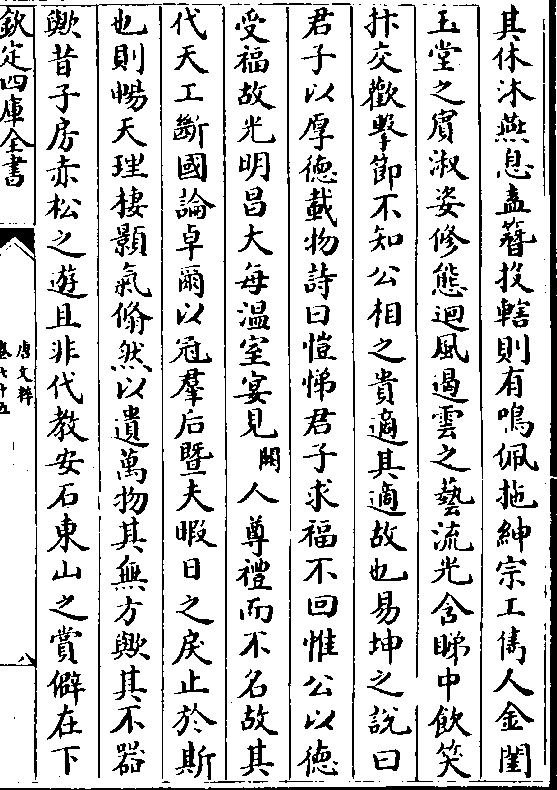 其休沐燕息盍簪投轄則有鳴佩拖紳宗工雋人金閨
玉堂之賓淑姿修態迴風遏雲之藝流光含睇中飲笑
抃交歡擊節不知公相之貴適其適故也易坤之說曰
君子以厚德載物詩曰愷悌君子求福不回惟公以德
受福故光明昌大每溫室宴見闕人尊禮而不名故其
代天工斷國論卓爾以冠羣后暨夫暇日之戾止於斯
也則暢天理棲顥氣翛然以遺萬物其無方歟其不器
歟昔子房赤松之遊且非代教安石東山之賞僻在下
欽定四庫全書
唐文粹
卷七十五
八